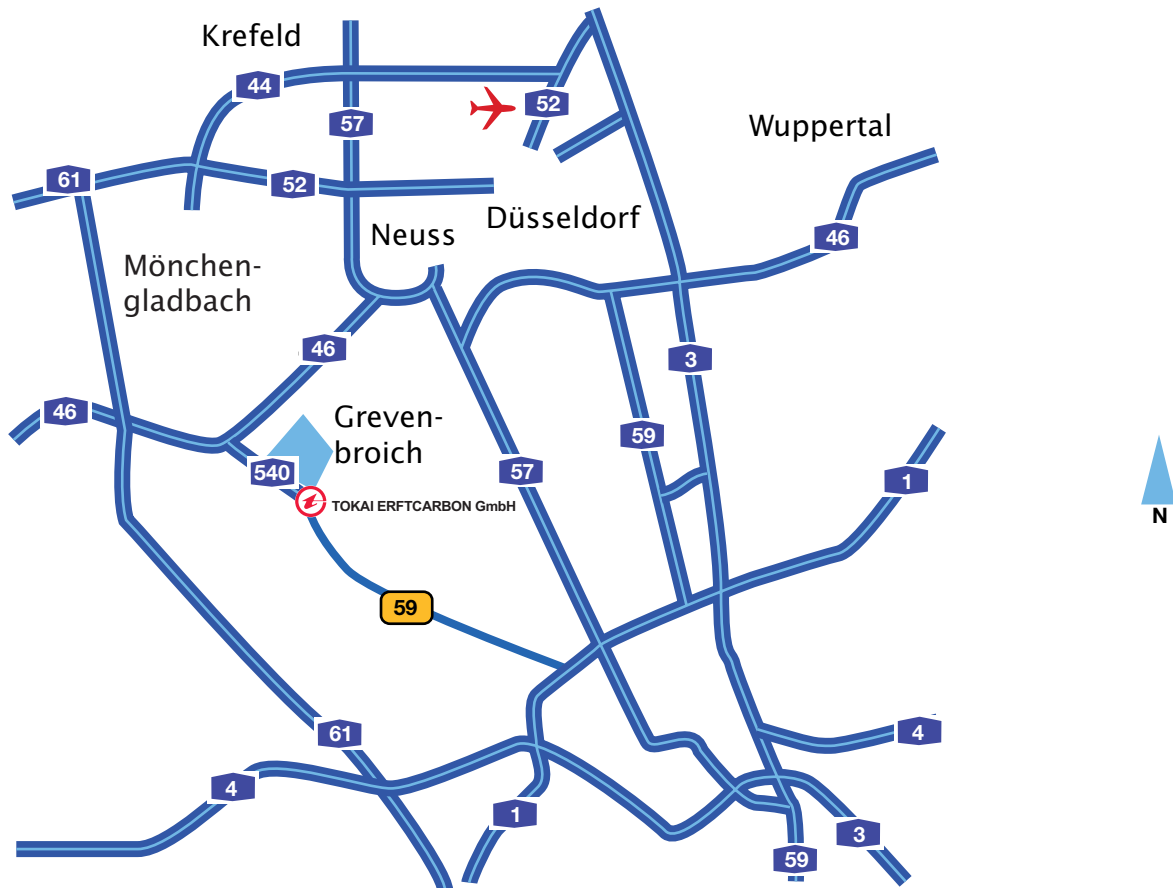 Krefeld
44
52
57
Wuppertal
61
52
Düsseldorf
Neuss
46
Mönchen-
gladbach
46
3
46
Greven-
broich
59
540
57
1
TOKAI ERFTCARBON GmbH
N
59
61
4
4
1
3
59